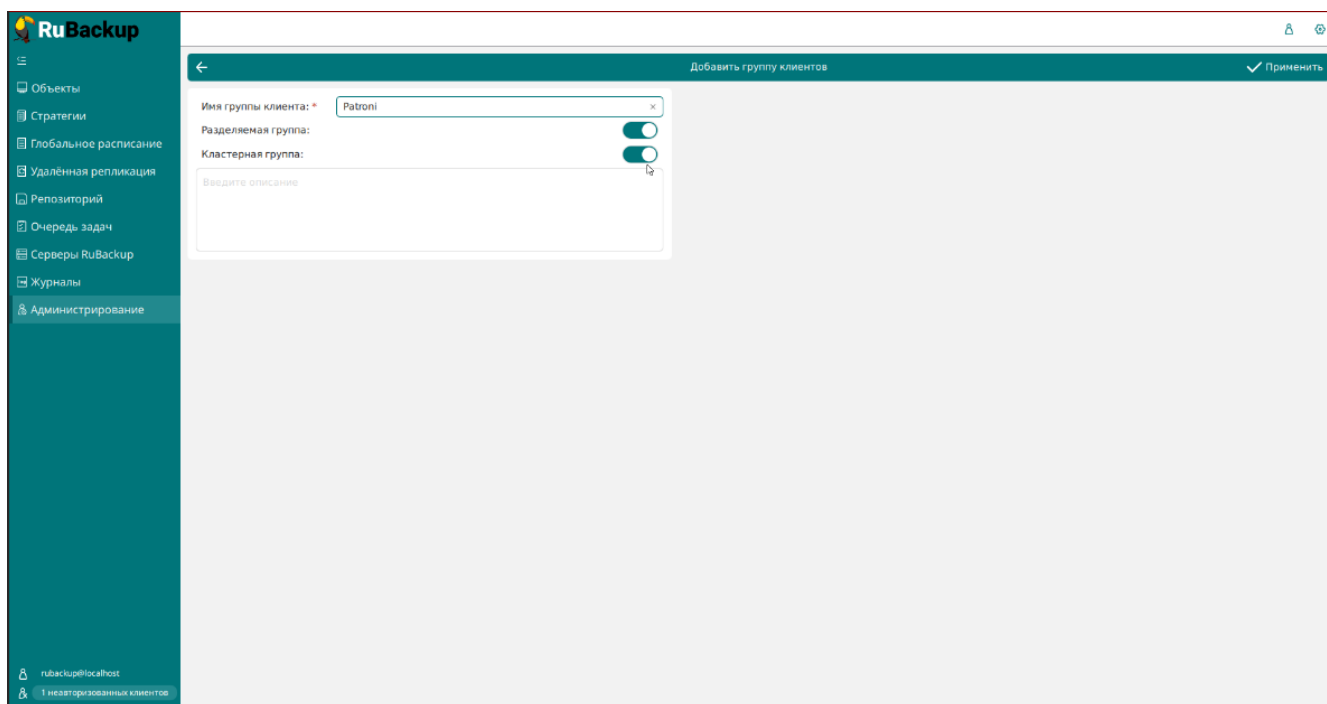 RuBackup
Добавить группу клиентов
Применить
Объекты
Стратегии
Глобальное расписание
Удалённая репликация
Репозиторий
Очередь задач
Серверы RuBackup
Журналы
Администрирование
Имя группы клиента: *
Patroni
Разделяемая группа:
Кластерная группа:
Введите описание
rubackup@localhost
1 неавторизованных клиентов